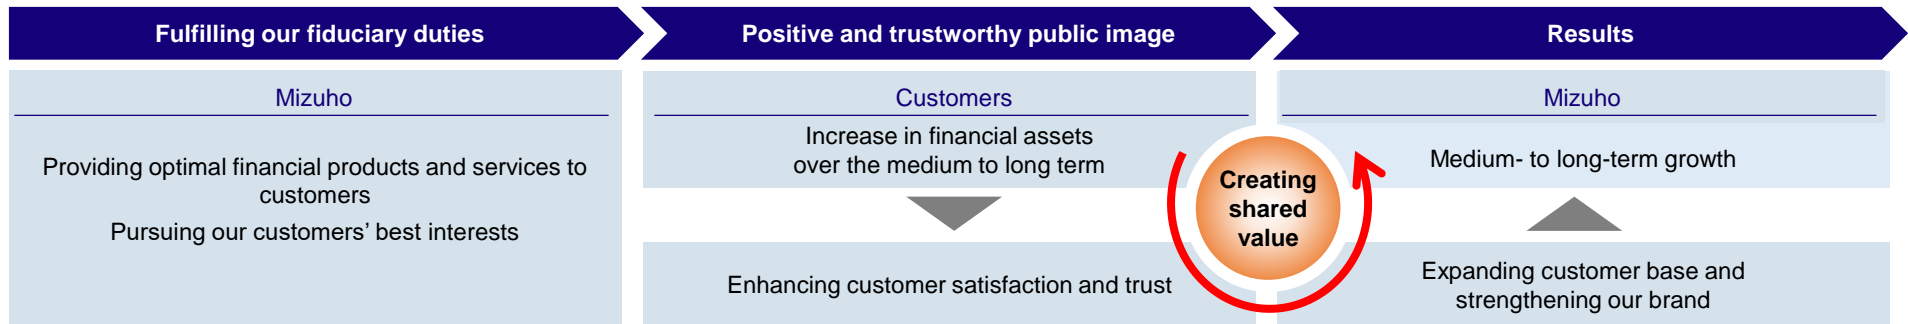 Fulfilling our fiduciary duties
Positive and trustworthy public image
Results
Mizuho
Providing optimal financial products and services to
customers
Pursuing our customers’ best interests
Customers
Increase in financial assets
over the medium to long term
Enhancing customer satisfaction and trust
Creating
shared
value
Mizuho
Medium- to long-term growth
Expanding customer base and
strengthening our brand